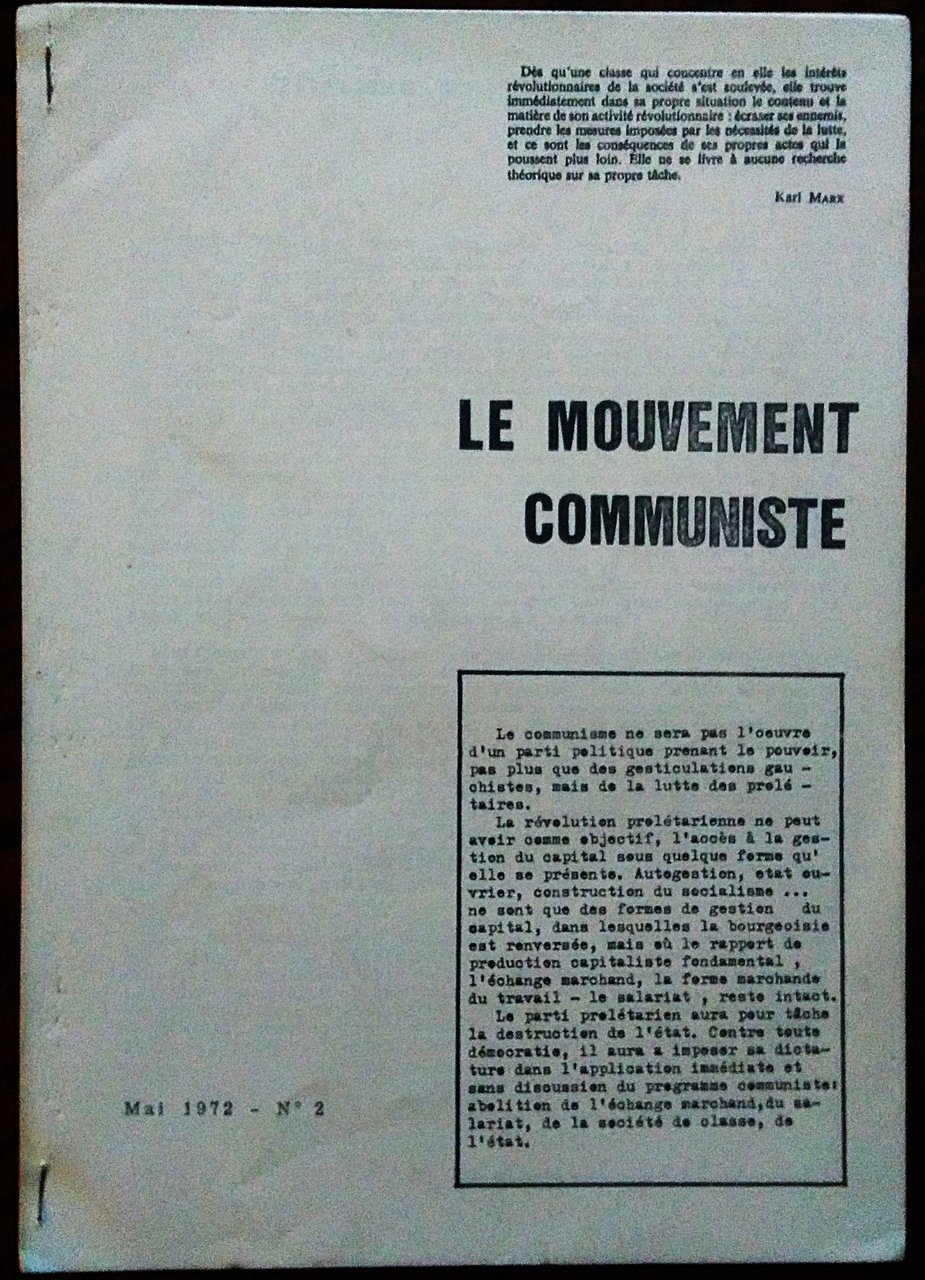 Dès qu'une classe qui concentre en elle les intérêts
révolutionnaires de la société s'est soulevée, elle trouve
immédiatement dans sa propre situation le contenu et la
matière de son activité révolutionnaire : écraser ses ennemis,
prendre les mesures imposées par les nécessités de la lutte,
et ce sont les conséquences de ses propres actes qui la
poussent plus loin. Elle ne se livre à aucune recherche
théorique sur sa propre tâche.
Karl MARX
LE MOUVEMENT
COMMUNISTE
Le communisme ne sera pas l'oeuvre
d'un parti politique prenant le pouvoir,
pas plus que des gesticulations gau -
chistes, mais de la lutte des prolé -
taires.
La révolution prolétarienne ne peut
avoir comme objectif, l'accès à la ges-
tion du capital sous quelque forme qu'
elle se présente. Autogestion, etat ou-
vrier, construction du socialisme ...
ne sont que des formes de gestion du
capital, dans lesquelles la bourgeoisie
est renversée, mais où le rapport de
production capitaliste fondamental ,
l'échange marchand, la forme marchande
du travail - le salariat , reste intact.
Le parti prolétarien aura pour tâche
la destruction de l'état. Contre toute
démocratie, il aura a imposer sa dicta-
ture dans l'application immédiate et
sans discussion du programme communiste:
abolition de l'échange marchand,du sa-
lariat, de la société de classe, de
l'état.
Mai 1972 - N° 2